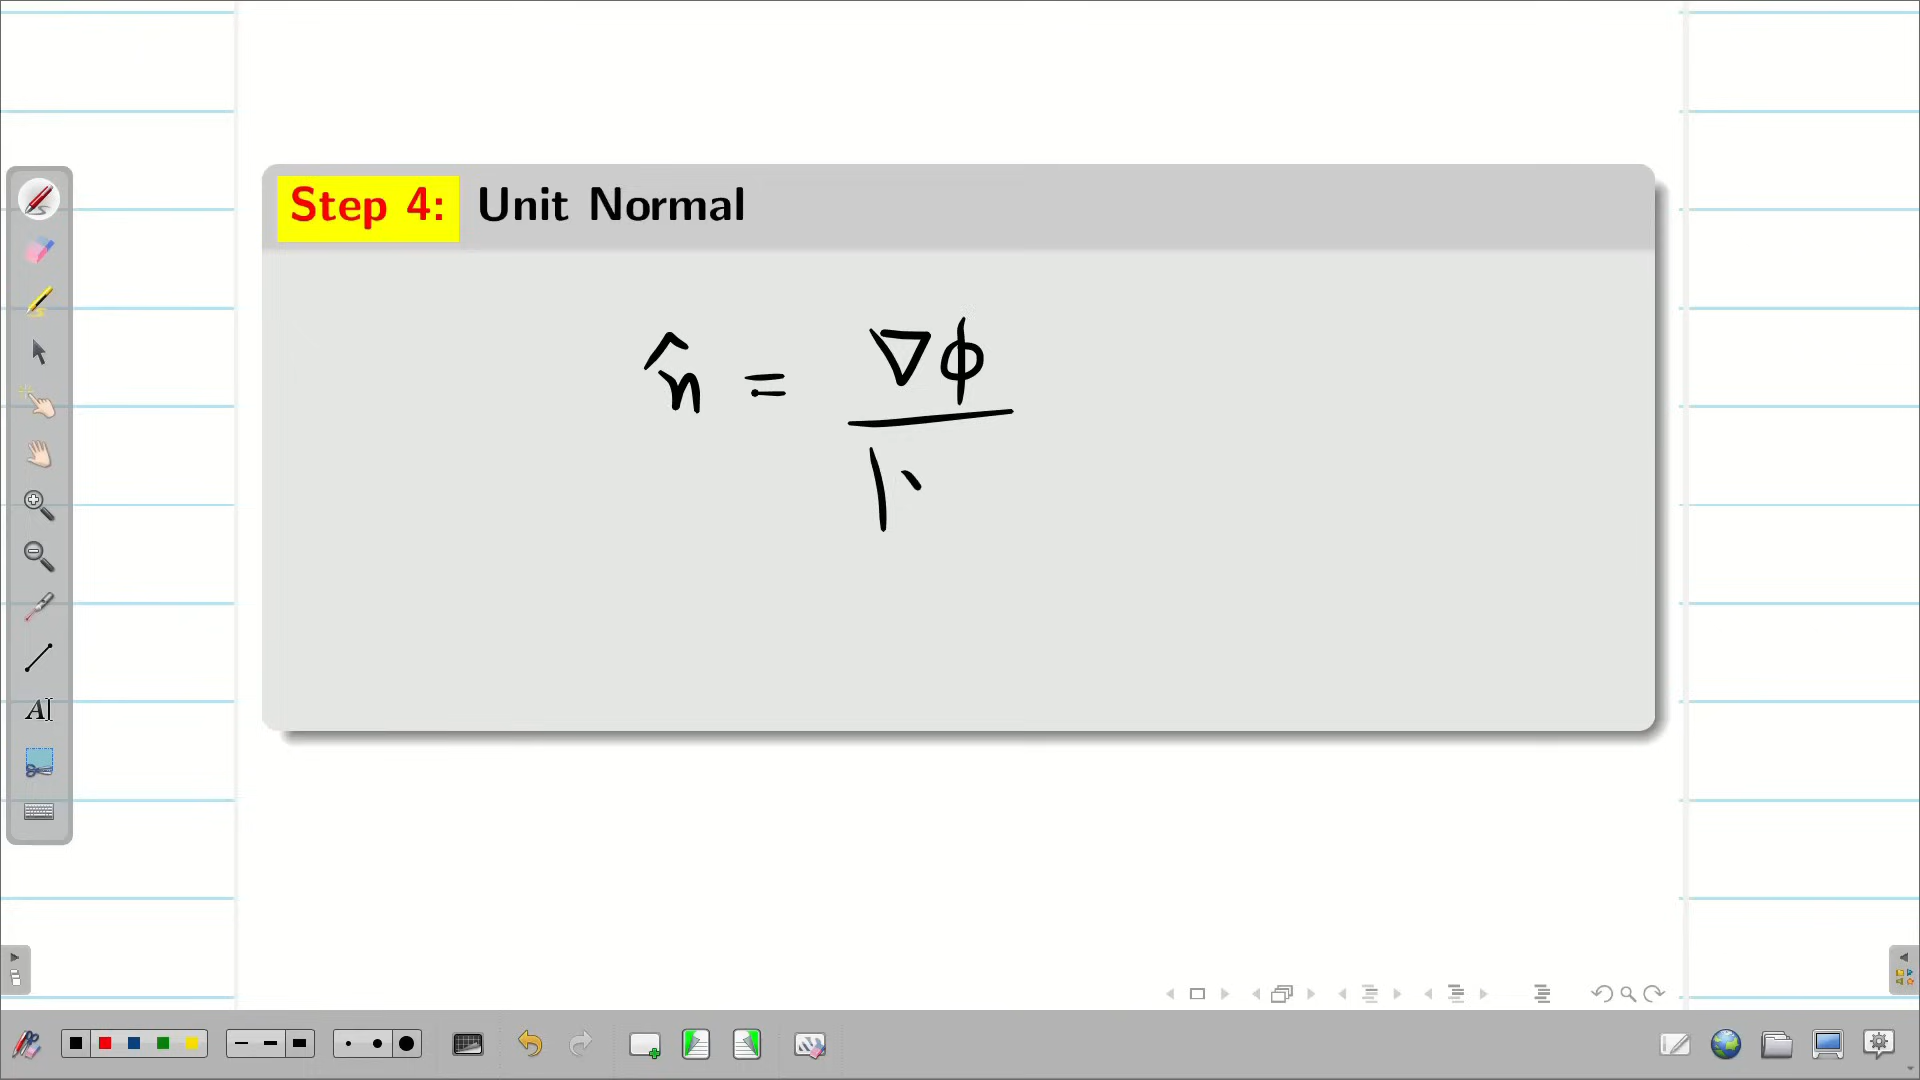 Step 4: Unit Normal
n̂ = ∇ϕ
|